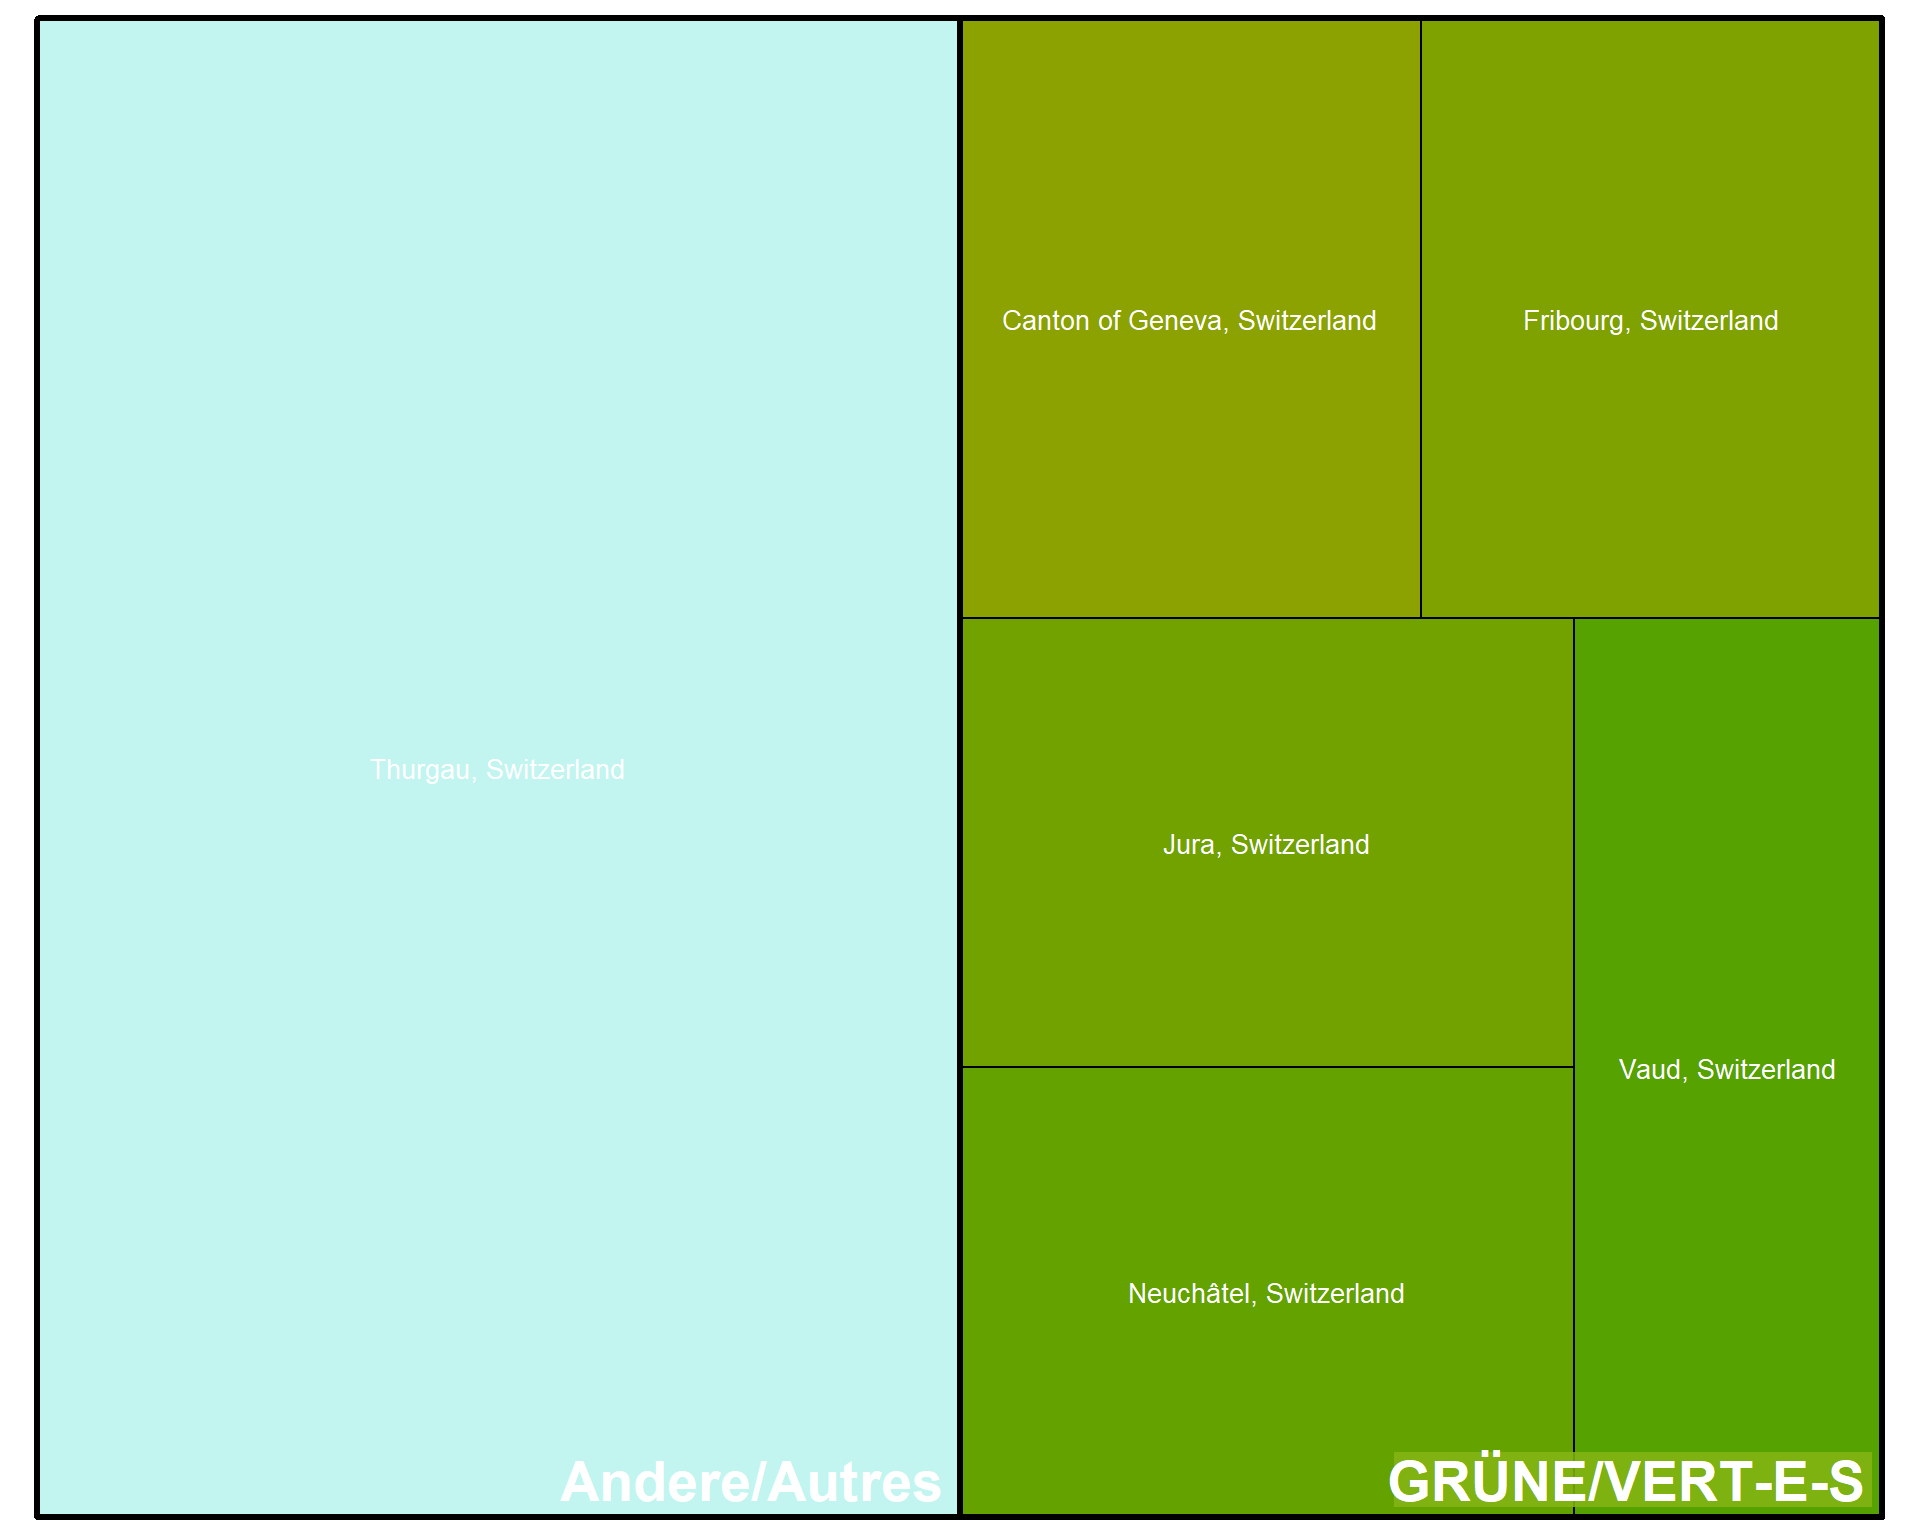 Canton of Geneva, Switzerland
Fribourg, Switzerland
Thurgau, Switzerland
Jura, Switzerland
Vaud, Switzerland
Neuchâtel, Switzerland
Andere/Autres
GRÜNE/VERT-E-S